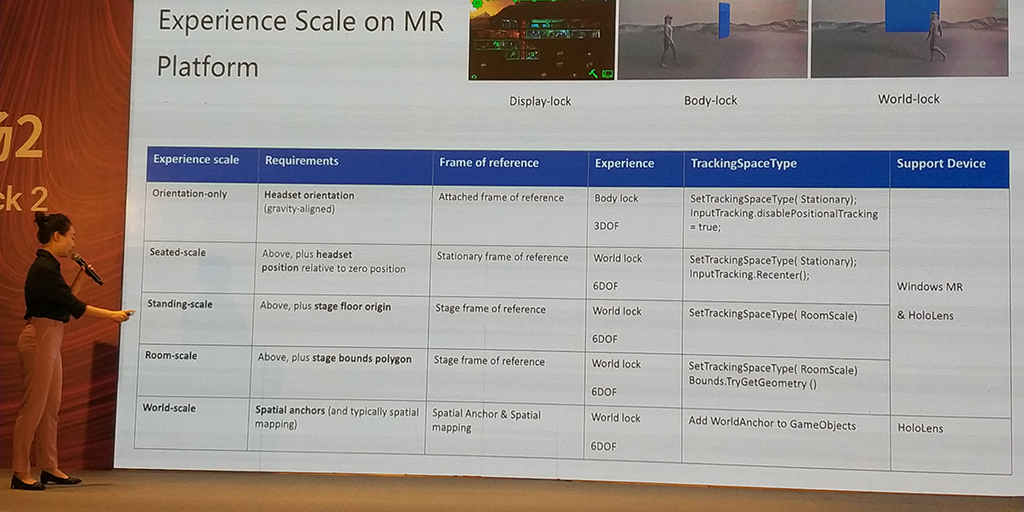 Experience Scale on MR
Platform
Display-lock
Body-lock
World-lock
场2
ck 2
Experience scale
Requirements
Frame of reference
Experience
TrackingSpaceType
Support Device
Orientation-only
Headset orientation
(gravity-aligned)
Attached frame of reference
Body lock
3DOF
SetTrackingSpaceType( Stationary);
InputTracking.disablePositionalTracking
= true;
Seated-scale
Above, plus headset
position relative to zero position
Stationary frame of reference
World lock
6DOF
SetTrackingSpaceType( Stationary);
InputTracking.Recenter();
Windows MR
& HoloLens
Standing-scale
Above, plus stage floor origin
Stage frame of reference
World lock
6DOF
SetTrackingSpaceType( RoomScale)
Room-scale
Above, plus stage bounds polygon
Stage frame of reference
World lock
6DOF
SetTrackingSpaceType( RoomScale)
Bounds.TryGetGeometry ()
World-scale
Spatial anchors (and typically spatial
mapping)
Spatial Anchor & Spatial
mapping
World lock
6DOF
Add WorldAnchor to GameObjects
HoloLens